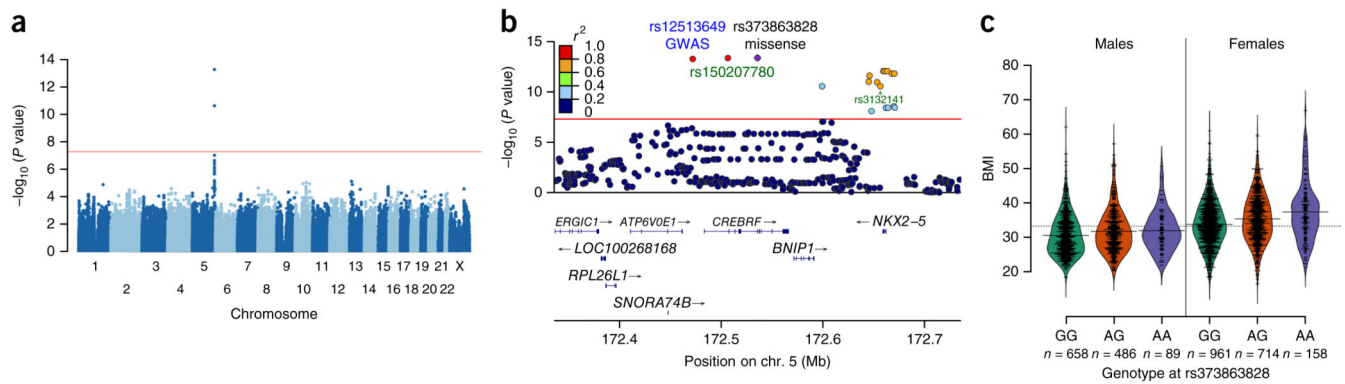 a
–log₁₀ (P value)
14
12
10
8
6
4
2
0
1 3 5 7 9 11 13 15 17 19 21 X
2 4 6 8 10 12 14 16 18 20 22
Chromosome
b
rs12513649 rs373863828
GWAS missense
rs150207780
rs3132141
r²
1.0
0.8
0.6
0.4
0.2
0
–log₁₀ (P value)
15
10
5
0
ERGIC1→ ATP6V0E1→ CREBRF→ ←NKX2–5
←LOC100268168 BNIP1→
RPL26L1→
SNORA74B→
172.4 172.5 172.6 172.7
Position on chr. 5 (Mb)
c
Males Females
BMI
80
70
60
50
40
30
20
GG AG AA GG AG AA
n = 658 n = 486 n = 89 n = 961 n = 714 n = 158
Genotype at rs373863828